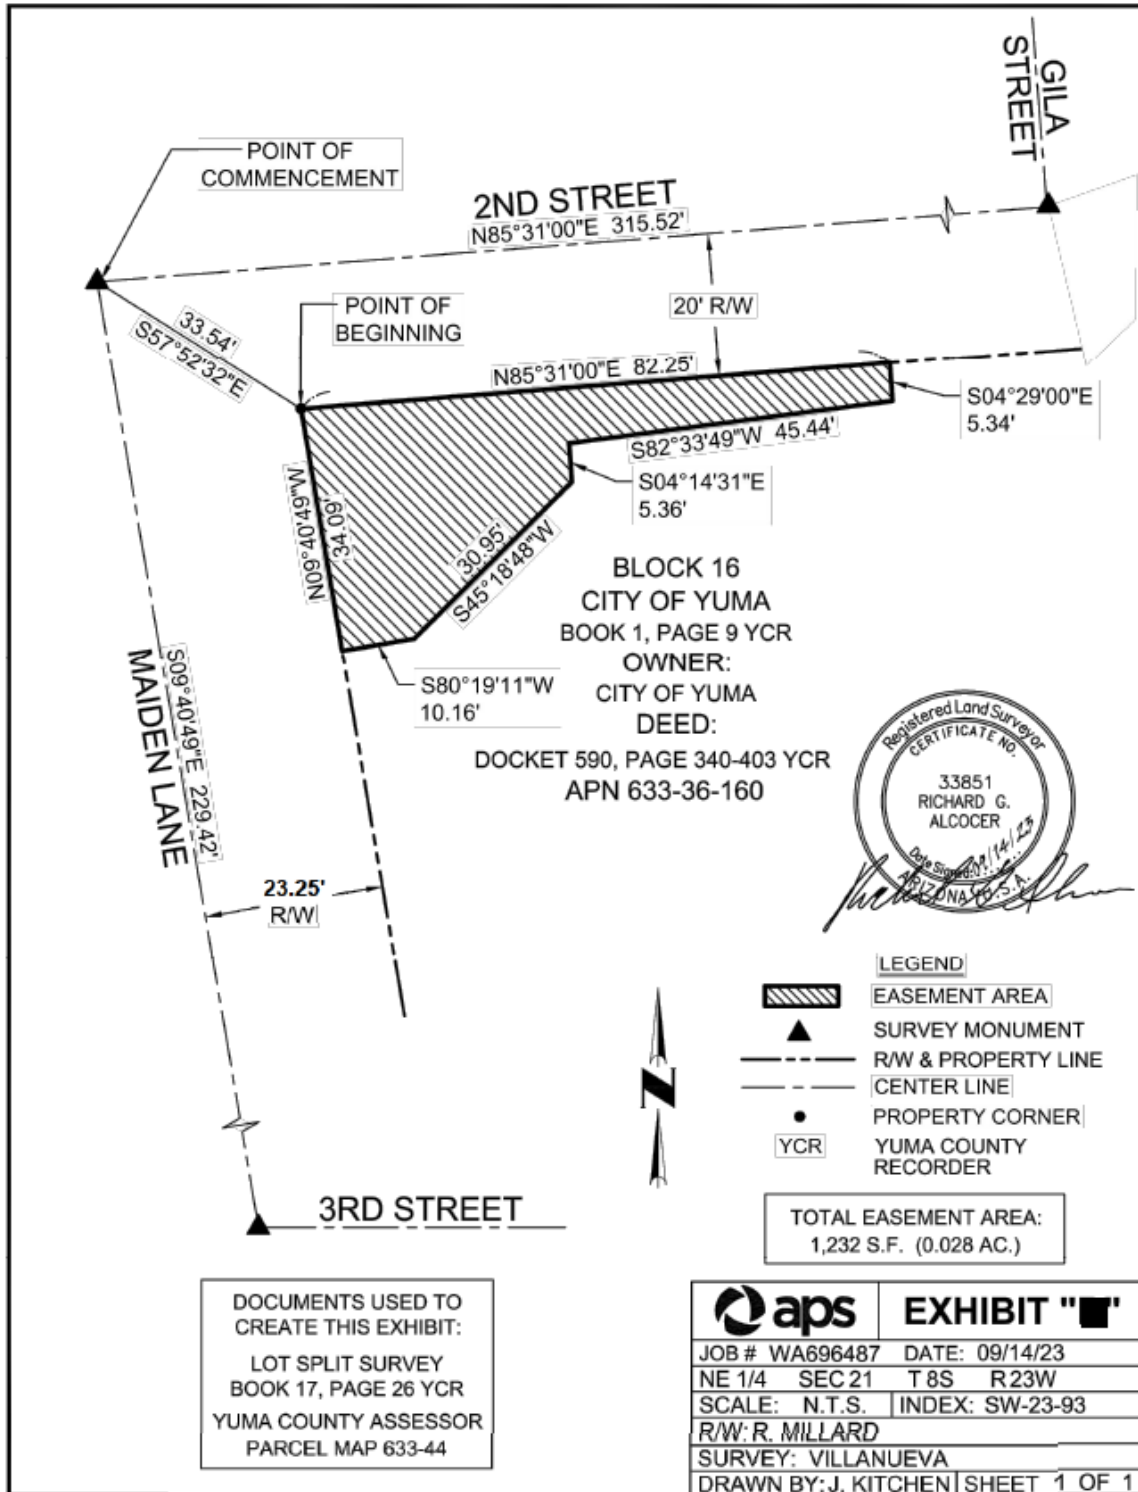 GILA
STREET
POINT OF
COMMENCEMENT
2ND STREET
N85°31'00"E 315.52'
20' R/W
POINT OF
BEGINNING
33.54'
S57°52'32"E
N85°31'00"E 82.25'
S04°29'00"E
5.34'
S82°33'49"W 45.44'
S04°14'31"E
5.36'
N09°40'49"W
34.09'
30.95'
S45°18'48"W
S80°19'11"W
10.16'
BLOCK 16
CITY OF YUMA
BOOK 1, PAGE 9 YCR
OWNER:
CITY OF YUMA
DEED:
DOCKET 590, PAGE 340-403 YCR
APN 633-36-160
MAIDEN LANE
S09°40'49"E 229.42'
23.25'
R/W
Registered Land Surveyor
CERTIFICATE NO.
33851
RICHARD G.
ALCOCER
Date Signed
ARIZONA U.S.A.
LEGEND
EASEMENT AREA
SURVEY MONUMENT
R/W & PROPERTY LINE
CENTER LINE
PROPERTY CORNER
YCR YUMA COUNTY
RECORDER
N
3RD STREET
TOTAL EASEMENT AREA:
1,232 S.F. (0.028 AC.)
DOCUMENTS USED TO
CREATE THIS EXHIBIT:
LOT SPLIT SURVEY
BOOK 17, PAGE 26 YCR
YUMA COUNTY ASSESSOR
PARCEL MAP 633-44
aps EXHIBIT "
JOB # WA696487 DATE: 09/14/23
NE 1/4 SEC 21 T 8S R 23W
SCALE: N.T.S. INDEX: SW-23-93
R/W: R. MILLARD
SURVEY: VILLANUEVA
DRAWN BY: J. KITCHEN SHEET 1 OF 1